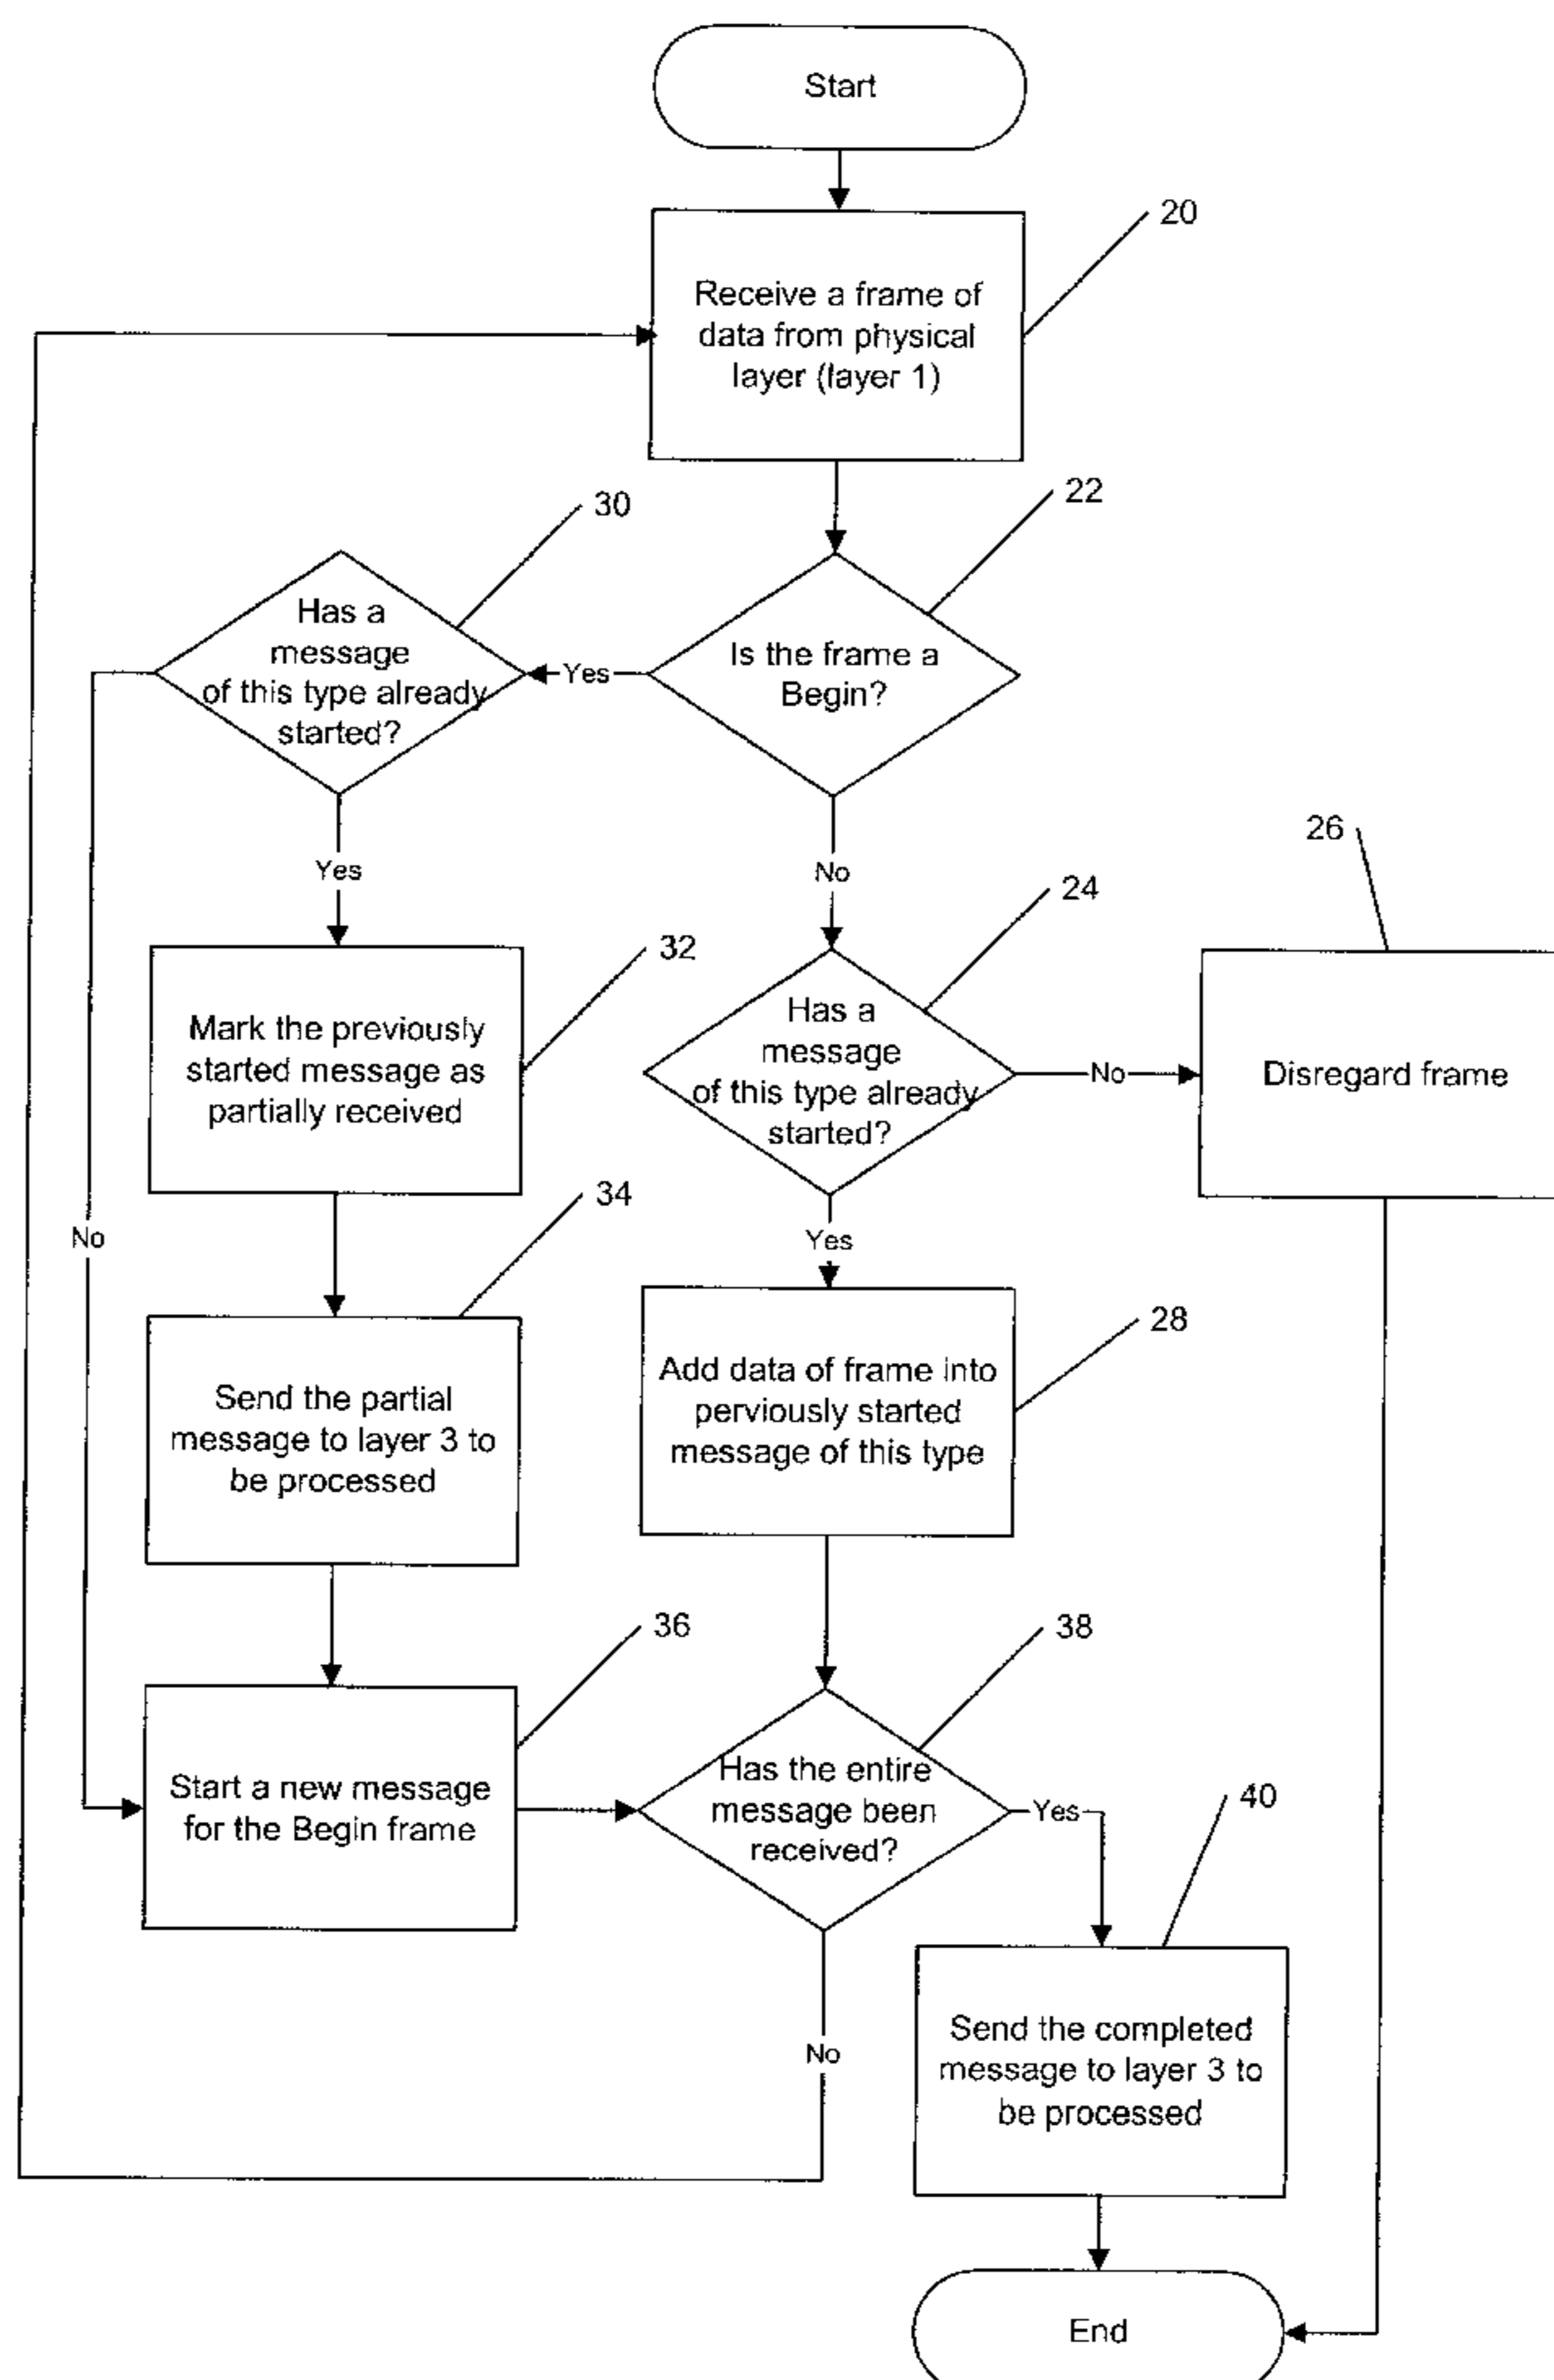 Start
20
Receive a frame of
data from physical
layer (layer 1)
30
22
Has a
message
of this type already
started?
Yes
Is the frame a
Begin?
Yes
No
26
24
32
Mark the previously
started message as
partially received
Has a
message
of this type already
started?
No
Disregard frame
34
No
Yes
28
Send the partial
message to layer 3 to
be processed
Add data of frame into
perviously started
message of this type
36
38
Start a new message
for the Begin frame
Has the entire
message been
received?
Yes
40
No
Send the completed
message to layer 3 to
be processed
End